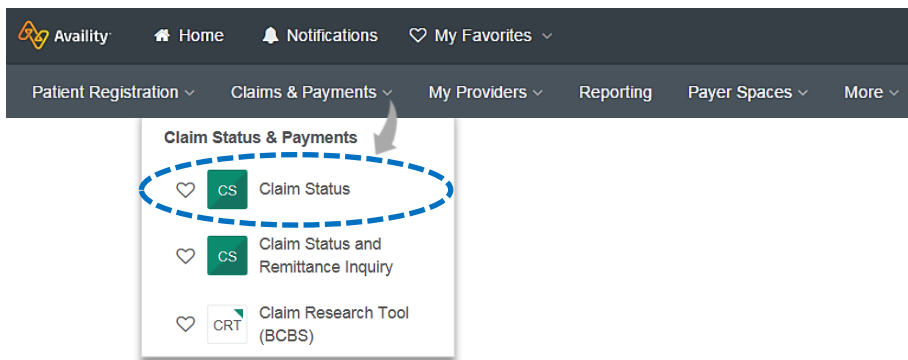 Availity Home Notifications My Favorites
Patient Registration Claims & Payments My Providers Reporting Payer Spaces More
Claim Status & Payments
CS Claim Status
CS Claim Status and
Remittance Inquiry
CRT Claim Research Tool
(BCBS)